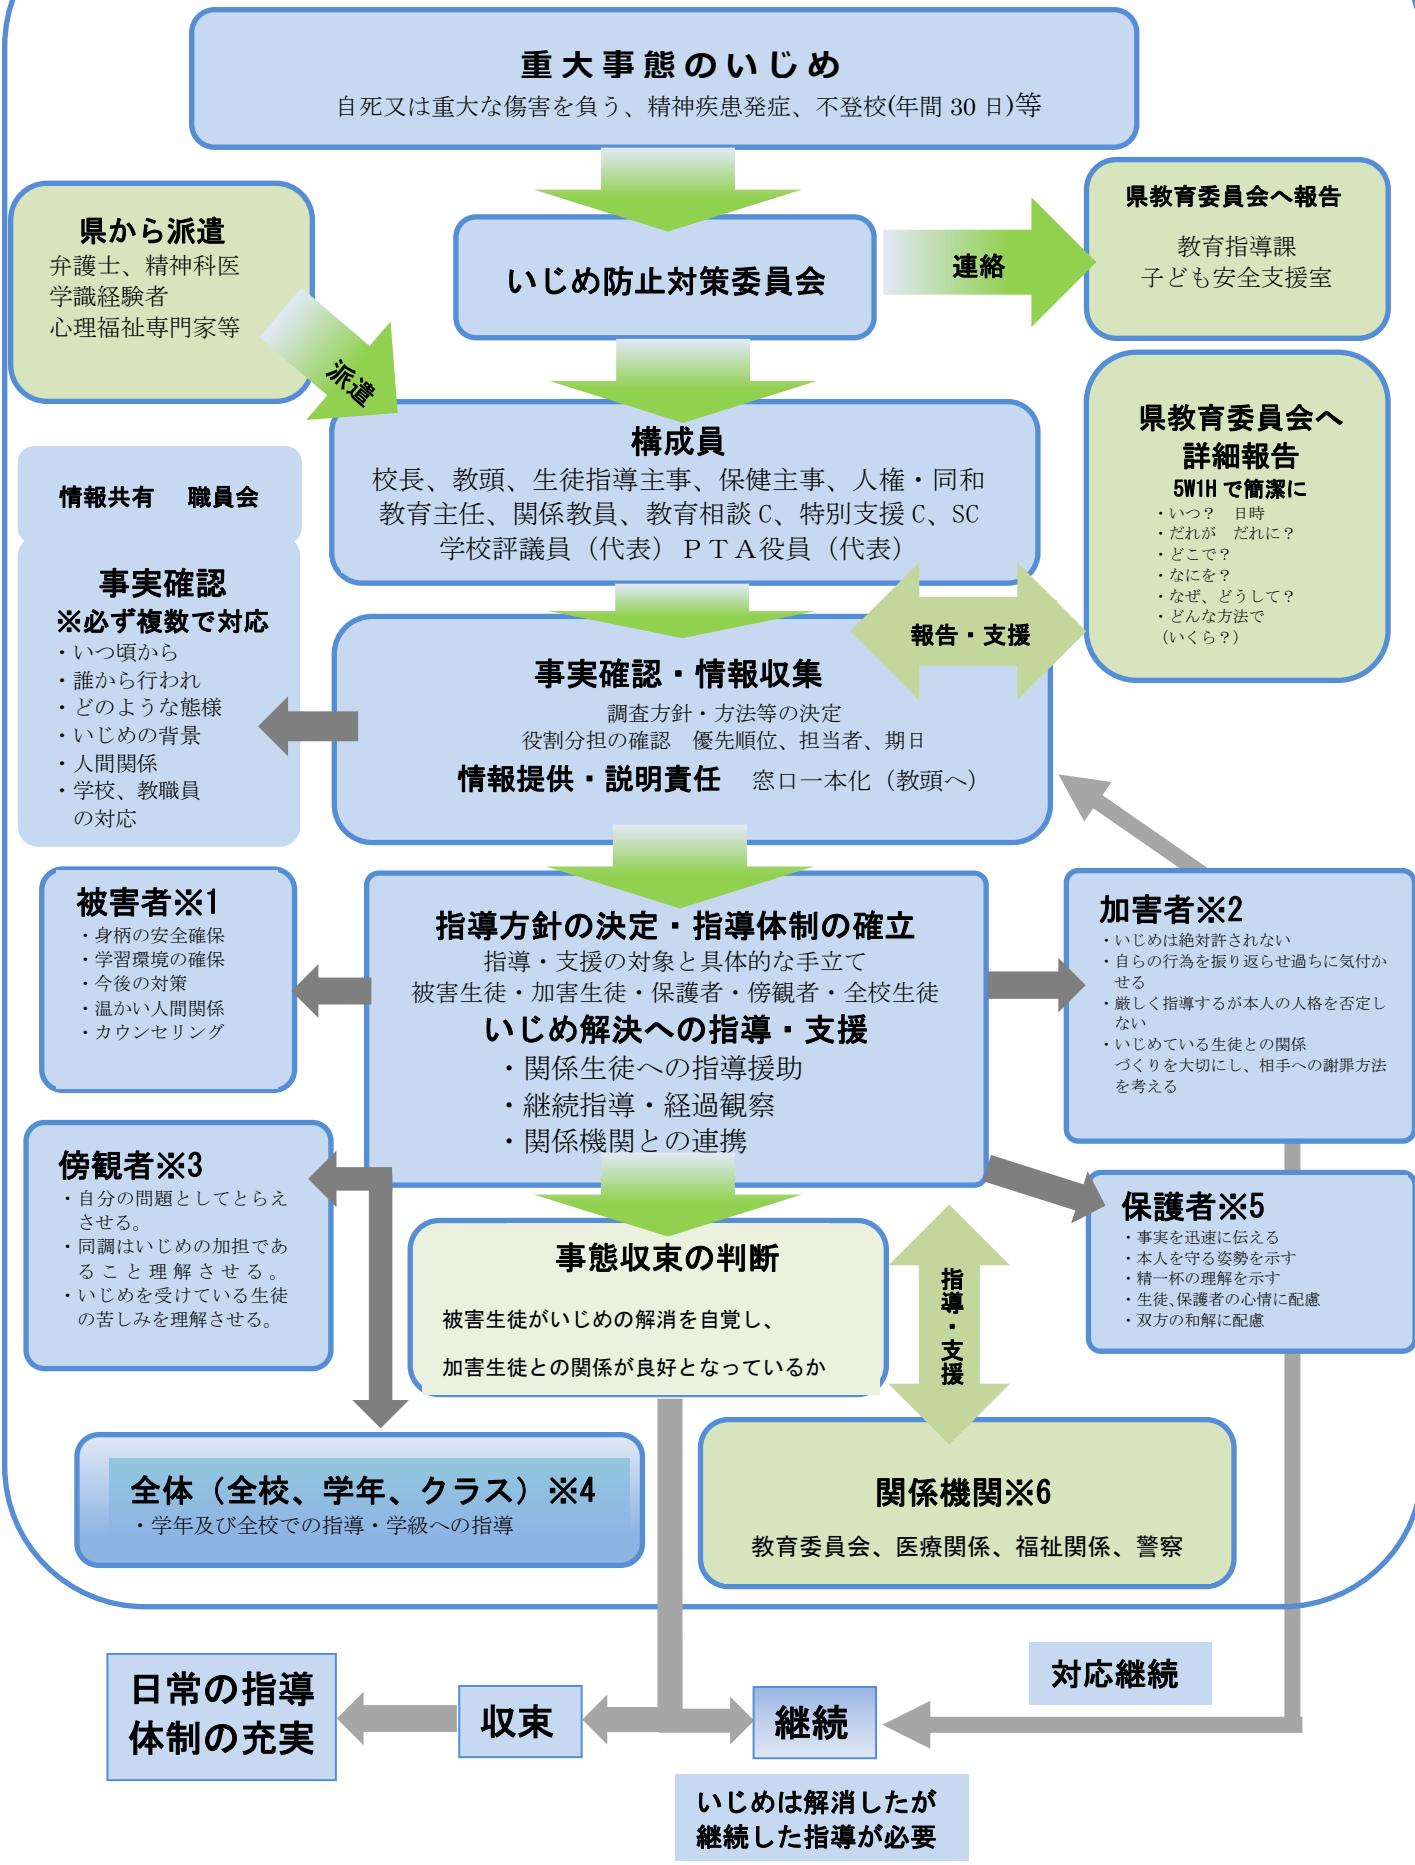 重大事態のいじめ
自死又は重大な傷害を負う、精神疾患発症、不登校(年間 30 日)等
県から派遣
弁護士、精神科医
学識経験者
心理福祉専門家等
派遣
いじめ防止対策委員会
連絡
県教育委員会へ報告
教育指導課
子ども安全支援室
構成員
校長、教頭、生徒指導主事、保健主事、人権・同和
教育主任、関係教員、教育相談 C、特別支援 C、SC
学校評議員（代表）ＰＴＡ役員（代表）
県教育委員会へ
詳細報告
5W1H で簡潔に
・いつ？　日時
・だれが　だれに？
・どこで？
・なにを？
・なぜ、どうして？
・どんな方法で
（いくら？）
情報共有　職員会
事実確認
※必ず複数で対応
・いつ頃から
・誰から行われ
・どのような態様
・いじめの背景
・人間関係
・学校、教職員
の対応
報告・支援
事実確認・情報収集
調査方針・方法等の決定
役割分担の確認　優先順位、担当者、期日
情報提供・説明責任　窓口一本化（教頭へ）
被害者※1
・身柄の安全確保
・学習環境の確保
・今後の対策
・温かい人間関係
・カウンセリング
指導方針の決定・指導体制の確立
指導・支援の対象と具体的な手立て
被害生徒・加害生徒・保護者・傍観者・全校生徒
いじめ解決への指導・支援
・関係生徒への指導援助
・継続指導・経過観察
・関係機関との連携
加害者※2
・いじめは絶対許されない
・自らの行為を振り返らせ過ちに気付か
せる
・厳しく指導するが本人の人格を否定し
ない
・いじめている生徒との関係
づくりを大切にし、相手への謝罪方法
を考える
傍観者※3
・自分の問題としてとらえ
させる。
・同調はいじめの加担であ
ること理解させる。
・いじめを受けている生徒
の苦しみを理解させる。
保護者※5
・事実を迅速に伝える
・本人を守る姿勢を示す
・精一杯の理解を示す
・生徒、保護者の心情に配慮
・双方の和解に配慮
事態収束の判断
被害生徒がいじめの解消を自覚し、
加害生徒との関係が良好となっているか
指導・支援
全体（全校、学年、クラス）※4
・学年及び全校での指導・学級への指導
関係機関※6
教育委員会、医療関係、福祉関係、警察
日常の指導
体制の充実
収束
継続
対応継続
いじめは解消したが
継続した指導が必要